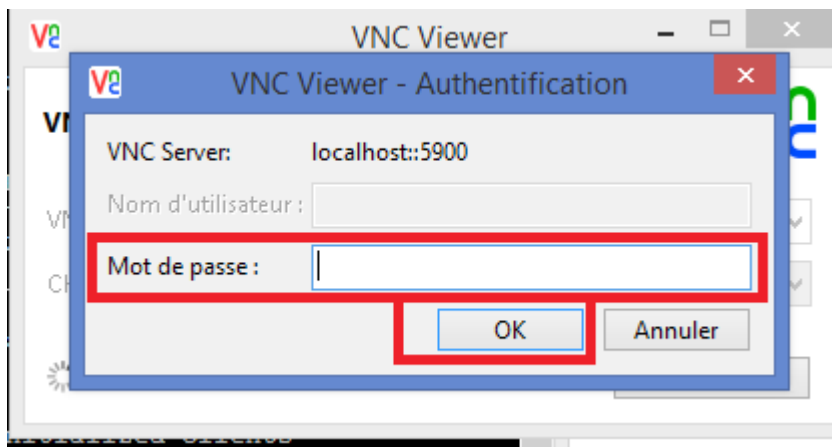 VNC Viewer
VNC Viewer - Authentification
VNC Server: localhost::5900
Nom d'utilisateur :
Mot de passe :
OK Annuler